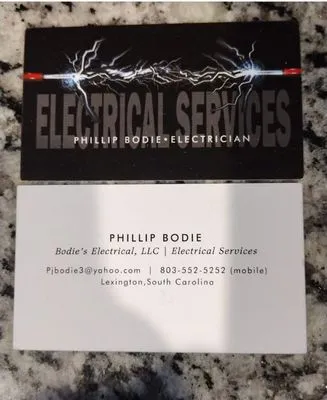 ELECTRICAL SERVICES
PHILLIP BODIE•ELECTRICIAN
PHILLIP BODIE
Bodie's Electrical, LLC | Electrical Services
Pjbodie3@yahoo.com | 803-552-5252 (mobile)
Lexington,South Carolina